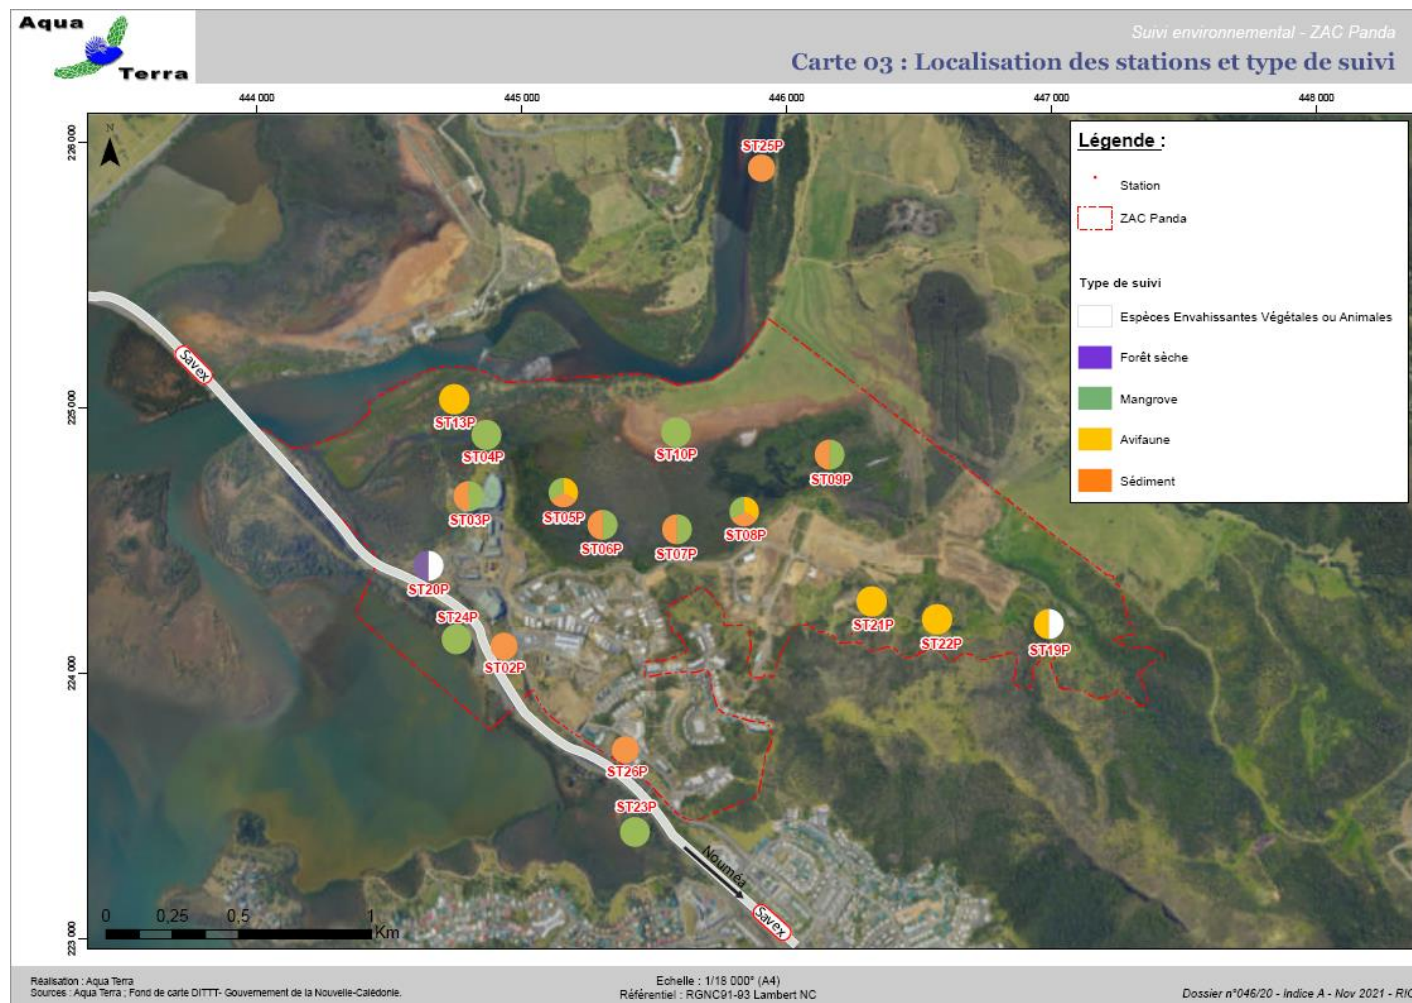 Aqua
Terra
Suivi environnemental - ZAC Panda
Carte 03 : Localisation des stations et type de suivi
444 000
445 000
446 000
447 000
448 000
226 000
225 000
224 000
223 000
N
Légende :
Station
ZAC Panda
Type de suivi
Espèces Envahissantes Végétales ou Animales
Forêt sèche
Mangrove
Avifaune
Sédiment
ST25P
Savex
ST13P
ST04P
ST10P
ST03P
ST05P
ST09P
ST06P
ST07P
ST08P
ST20P
ST24P
ST02P
ST21P
ST22P
ST19P
ST26P
ST23P
Nouméa
Savex
0 0,25 0,5 1
Km
Réalisation : Aqua Terra
Sources : Aqua Terra ; Fond de carte DITTT- Gouvernement de la Nouvelle-Calédonie.
Echelle : 1/18 000° (A4)
Référentiel : RGNC91-93 Lambert NC
Dossier n°046/20 - Indice A - Nov 2021 -